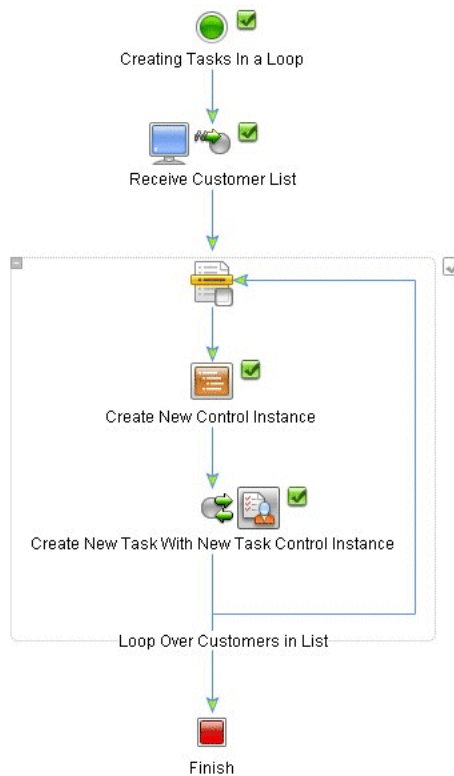 Creating Tasks In a Loop
Receive Customer List
Create New Control Instance
Create New Task With New Task Control Instance
Loop Over Customers in List
Finish